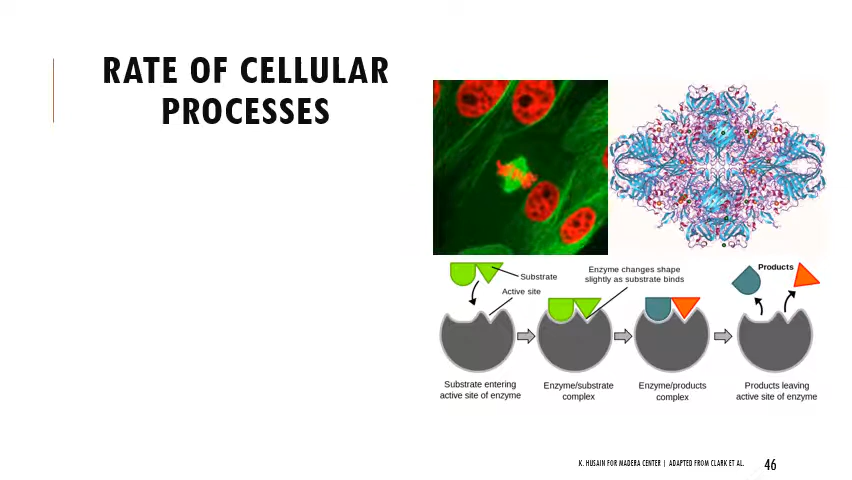 RATE OF CELLULAR
PROCESSES
Substrate
Active site
Enzyme changes shape
slightly as substrate binds
Products
Substrate entering
active site of enzyme
Enzyme/substrate
complex
Enzyme/products
complex
Products leaving
active site of enzyme
K. HUSAIN FOR MADERA CENTER | ADAPTED FROM CLARK ET AL.
46